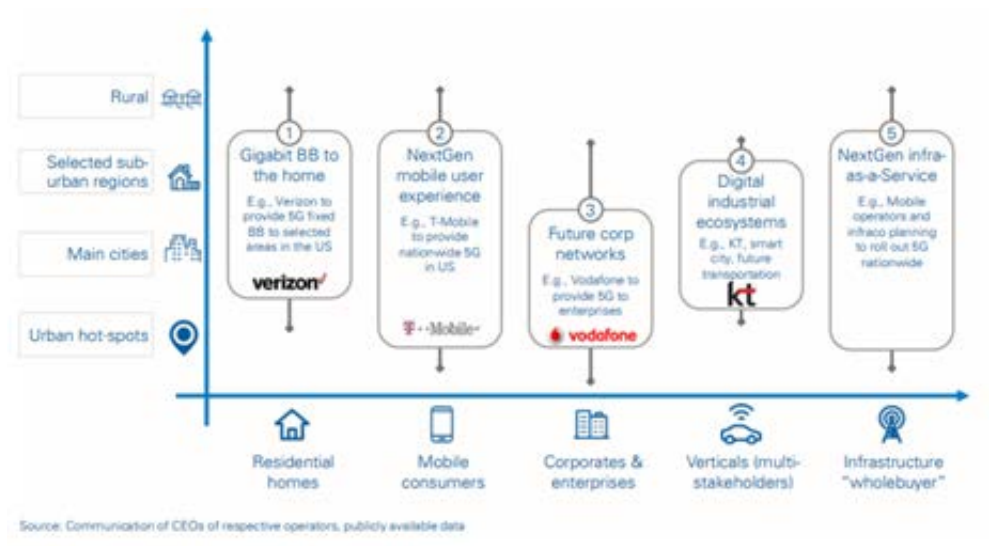 Rural
Selected sub-
urban regions
Main cities
Urban hot-spots
1
Gigabit BB to
the home
E.g., Verizon to
provide 5G fixed
BB to selected
areas in the US
verizon
2
NextGen
mobile user
experience
E.g., T-Mobile
to provide
nationwide 5G
in US
T··Mobile·
3
Future corp
networks
E.g., Vodafone to
provide 5G to
enterprises
vodafone
4
Digital
industrial
ecosystems
E.g., KT, smart
city, future
transportation
kt
5
NextGen infra-
as-a-Service
E.g., Mobile
operators and
infraco planning
to roll out 5G
nationwide
Residential
homes
Mobile
consumers
Corporates &
enterprises
Verticals (multi-
stakeholders)
Infrastructure
"wholebuyer"
Source: Communication of CEOs of respective operators, publicly available data